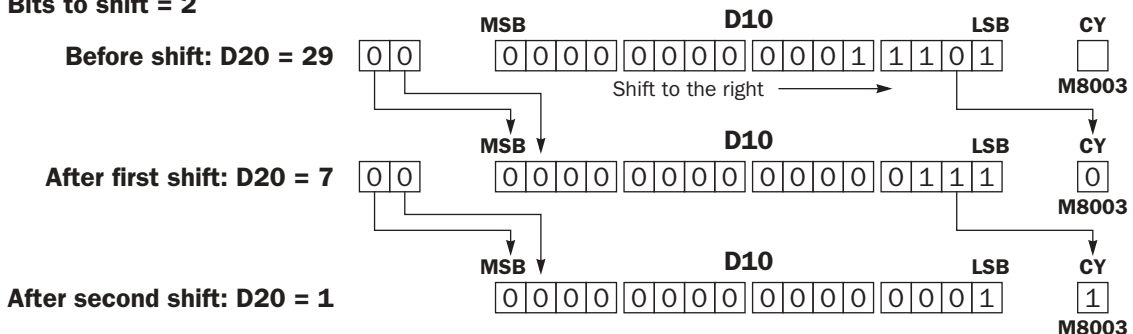 Bits to shift = 2
MSB D10 LSB CY
Before shift: D20 = 29 0 0 0 0 0 0 0 0 0 0 0 0 0 1 1 1 0 1
Shift to the right M8003
MSB D10 LSB CY
After first shift: D20 = 7 0 0 0 0 0 0 0 0 0 0 0 0 0 0 0 1 1 1 0
M8003
MSB D10 LSB CY
After second shift: D20 = 1 0 0 0 0 0 0 0 0 0 0 0 0 0 0 0 1 1
M8003